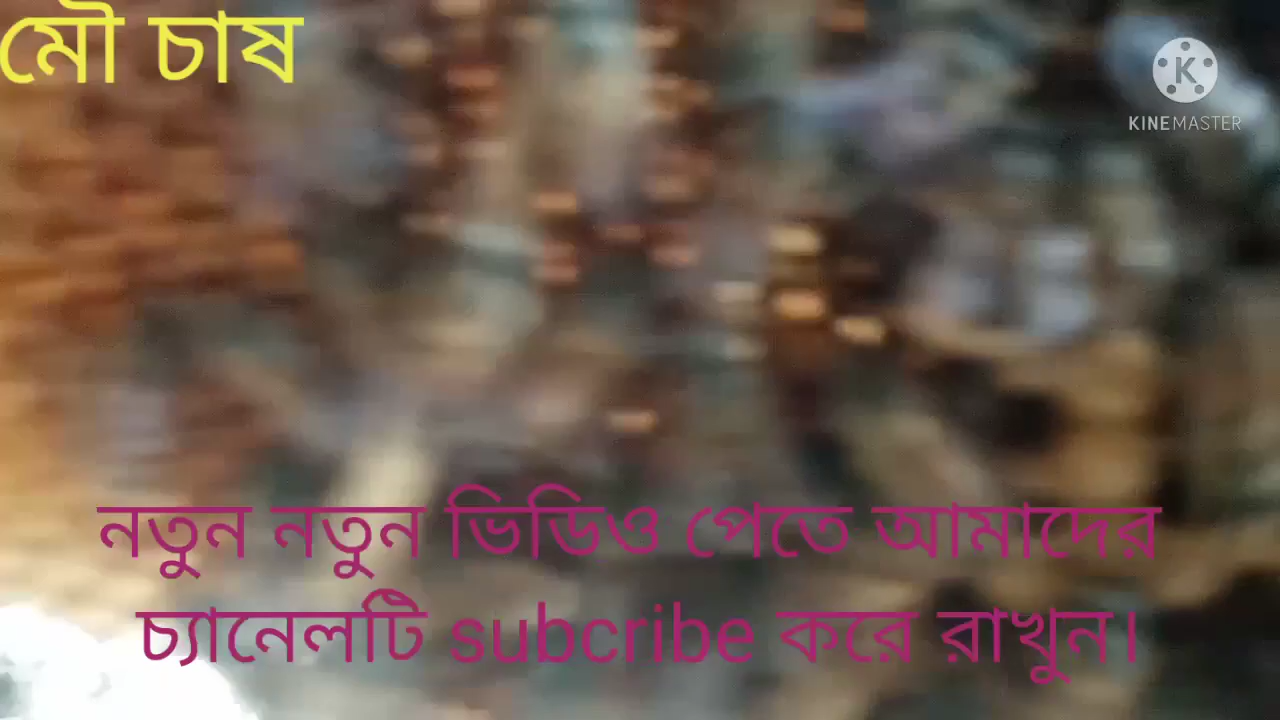 মৌ চাষ
KINEMASTER
নতুন নতুন ভিডিও পেতে আমাদের
চ্যানেলটি subcribe করে রাখুন।